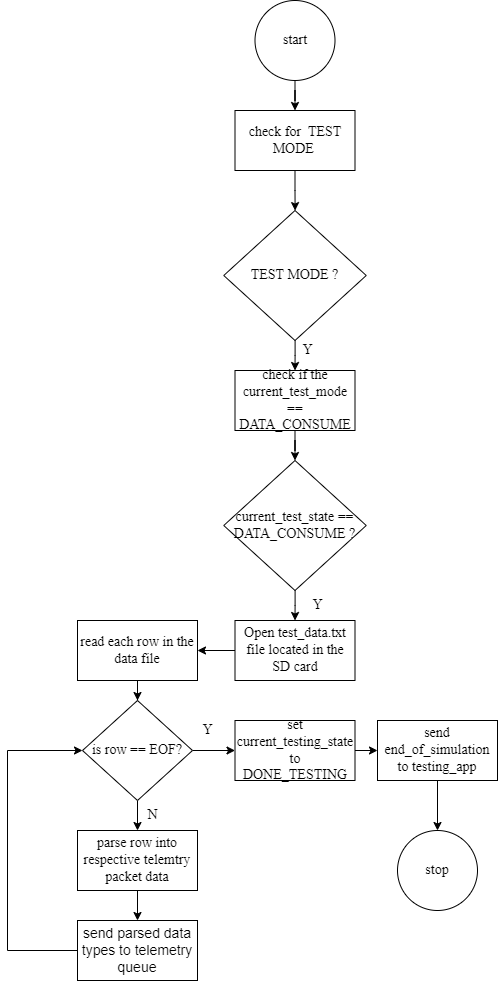 start
check for TEST
MODE
TEST MODE ?
Y
check if the
current_test_mode
==
DATA_CONSUME
current_test_state ==
DATA_CONSUME ?
Y
Open test_data.txt
file located in the
SD card
read each row in the
data file
is row == EOF?
Y
set
current_testing_state
to
DONE_TESTING
send
end_of_simulation
to testing_app
N
parse row into
respective telemtry
packet data
stop
send parsed data
types to telemetry
queue